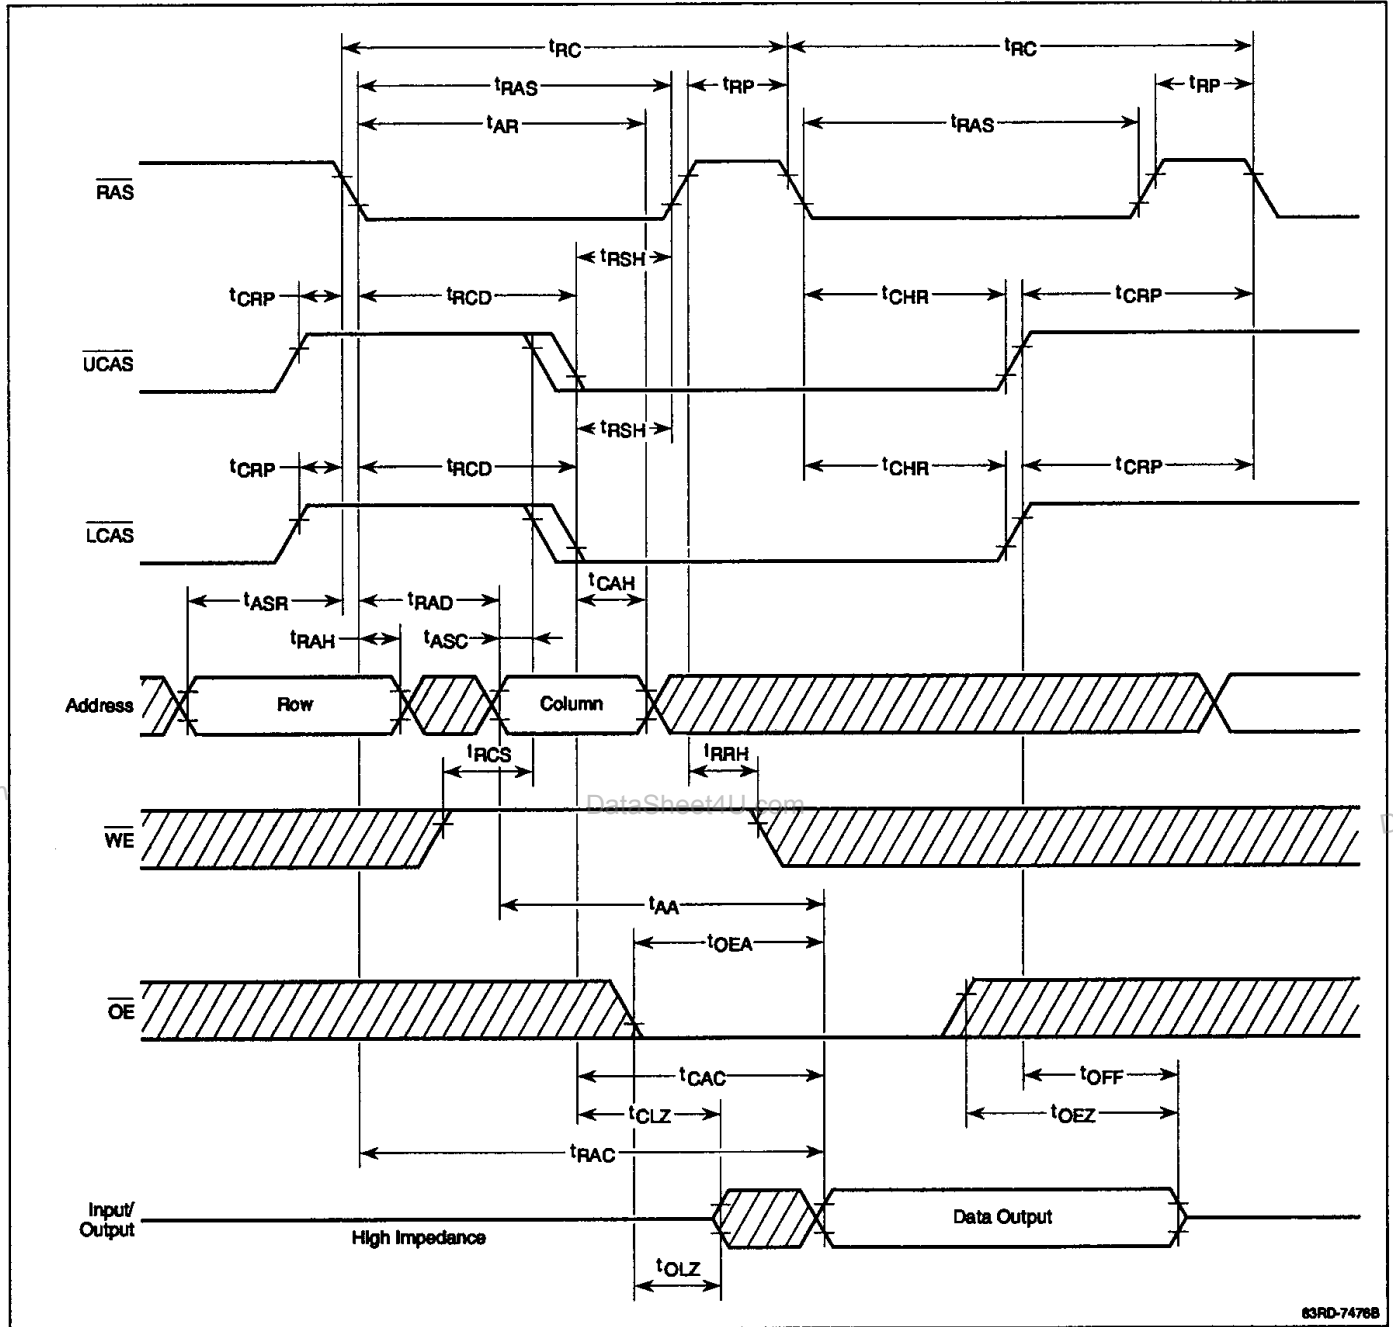 tRC tRC
tRAS tRP tRP
tAR tRAS
RAS
tRSH
tCRP tRCD tCHR tCRP
UCAS
tRSH
tCRP tRCD tCHR tCRP
LCAS
tCAH
tASR tRAD
tRAH tASC
Address Row Column
tRCS tRRH
DataSheet4U.com
WE
tAA
tOEA
OE
tCAC tOFF
tCLZ tOEZ
tRAC
Input/
Output
Data Output
High Impedance
tOLZ
83RD-7476B